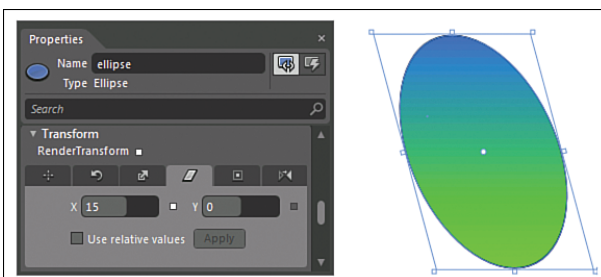 Properties
Name ellipse
Type Ellipse
Search
Transform
RenderTransform
X 15 Y 0
Use relative values Apply